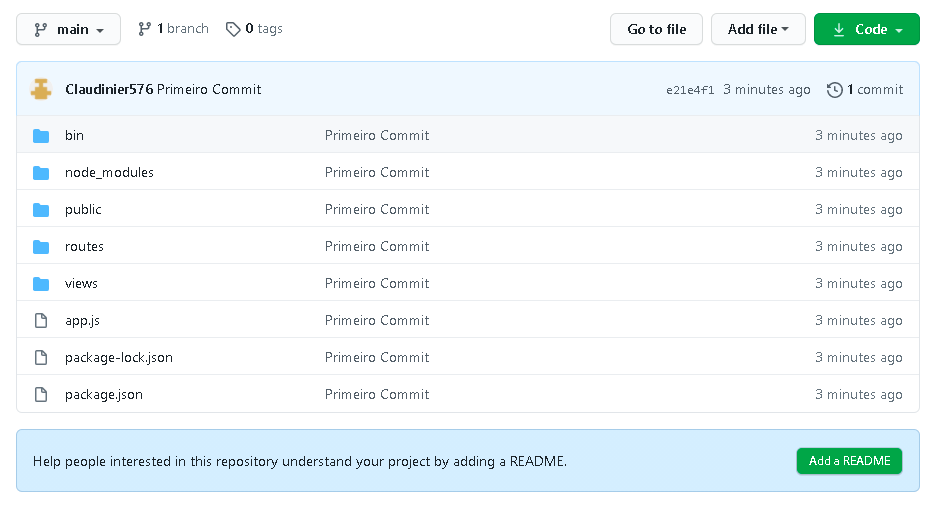 main 1 branch 0 tags Go to file Add file Code
Claudinier576 Primeiro Commit e21e4f1 3 minutes ago 1 commit
bin Primeiro Commit 3 minutes ago
node_modules Primeiro Commit 3 minutes ago
public Primeiro Commit 3 minutes ago
routes Primeiro Commit 3 minutes ago
views Primeiro Commit 3 minutes ago
app.js Primeiro Commit 3 minutes ago
package-lock.json Primeiro Commit 3 minutes ago
package.json Primeiro Commit 3 minutes ago
Help people interested in this repository understand your project by adding a README. Add a README